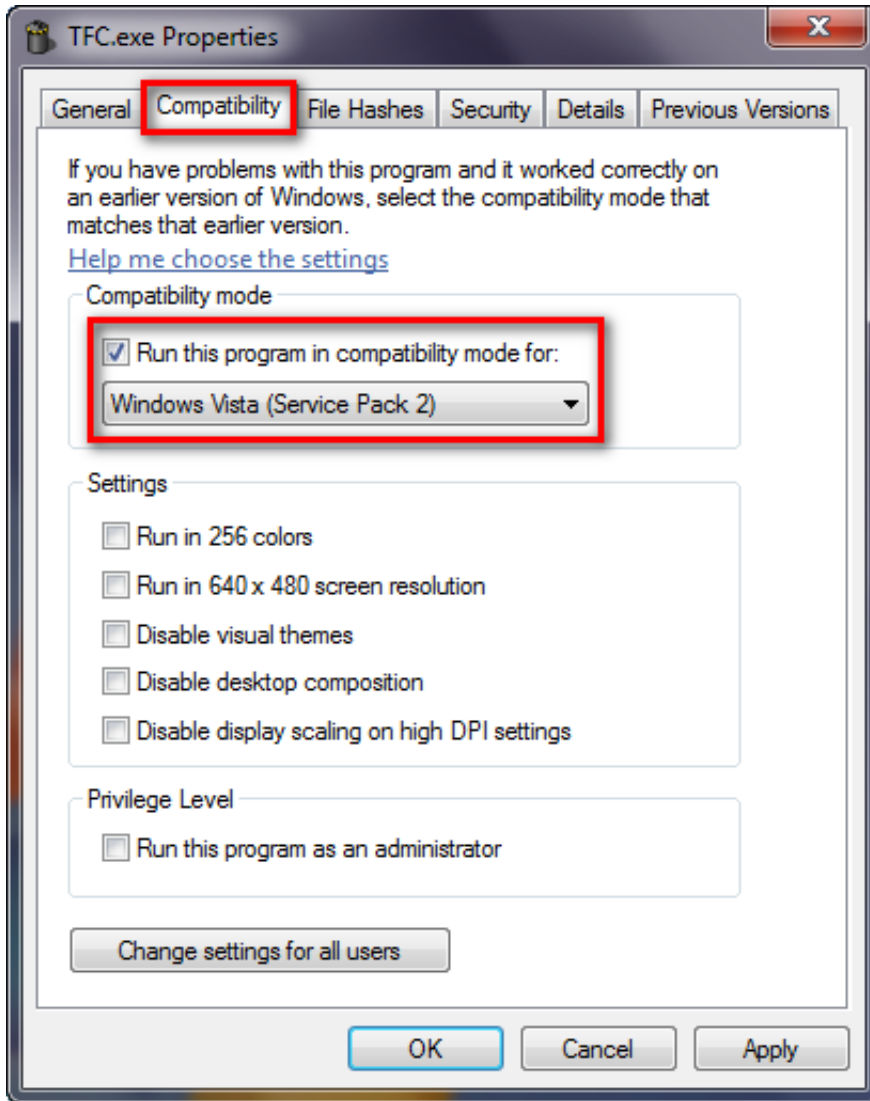 TFC.exe Properties
General Compatibility File Hashes Security Details Previous Versions
If you have problems with this program and it worked correctly on
an earlier version of Windows, select the compatibility mode that
matches that earlier version.
Help me choose the settings
Compatibility mode
Run this program in compatibility mode for:
Windows Vista (Service Pack 2)
Settings
Run in 256 colors
Run in 640 x 480 screen resolution
Disable visual themes
Disable desktop composition
Disable display scaling on high DPI settings
Privilege Level
Run this program as an administrator
Change settings for all users
OK Cancel Apply